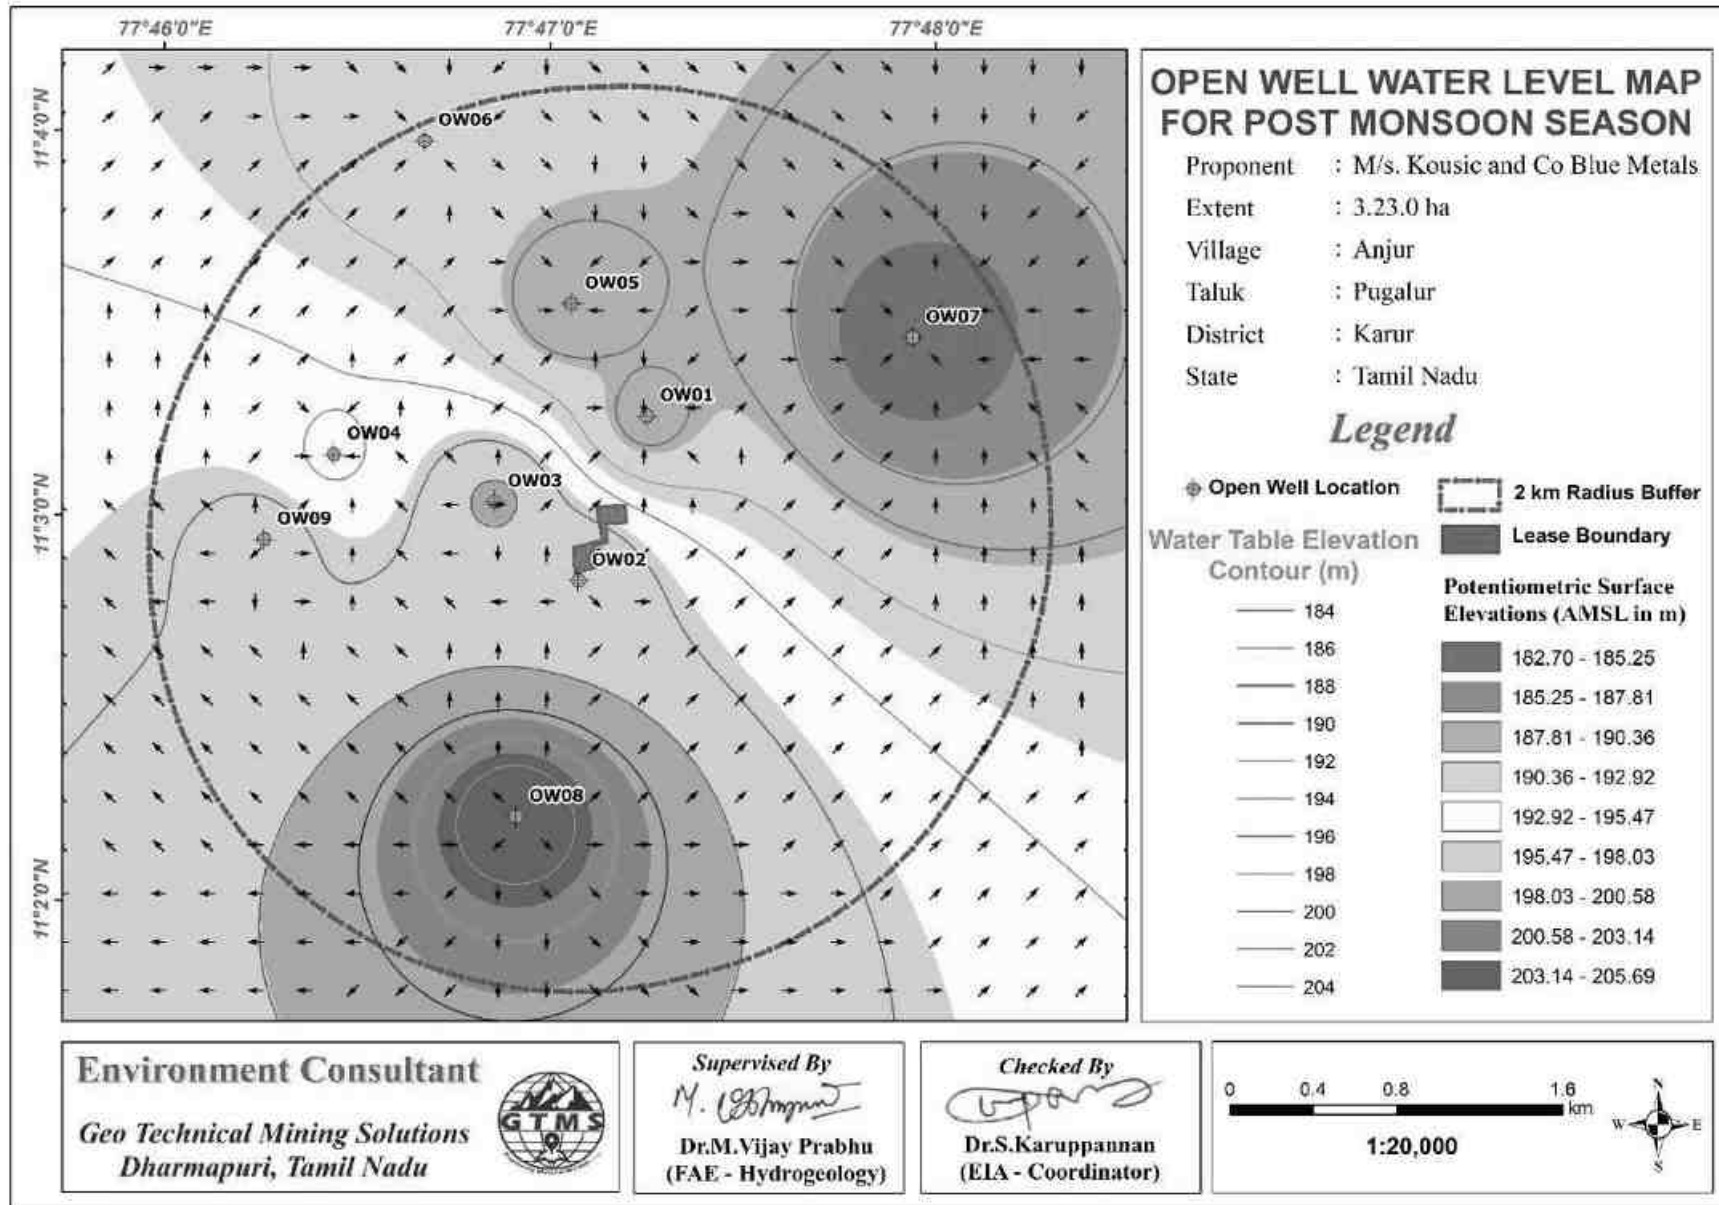 77°46'0"E
77°47'0"E
77°48'0"E
11°4'0"N
11°3'0"N
11°2'0"N
OW06
OW05
OW07
OW01
OW04
OW03
OW09
OW02
OW08
OPEN WELL WATER LEVEL MAP
FOR POST MONSOON SEASON
Proponent : M/s. Kousic and Co Blue Metals
Extent : 3.23.0 ha
Village : Anjur
Taluk : Pugalur
District : Karur
State : Tamil Nadu
Legend
Open Well Location
2 km Radius Buffer
Lease Boundary
Water Table Elevation
Contour (m)
184
186
188
190
192
194
196
198
200
202
204
Potentiometric Surface
Elevations (AMSL in m)
182.70 - 185.25
185.25 - 187.81
187.81 - 190.36
190.36 - 192.92
192.92 - 195.47
195.47 - 198.03
198.03 - 200.58
200.58 - 203.14
203.14 - 205.69
Environment Consultant
Geo Technical Mining Solutions
Dharmapuri, Tamil Nadu
GTMS
Supervised By
Dr.M.Vijay Prabhu
(FAE - Hydrogeology)
Checked By
Dr.S.Karuppannan
(EIA - Coordinator)
0 0.4 0.8 1.6
km
1:20,000
N
W E
S